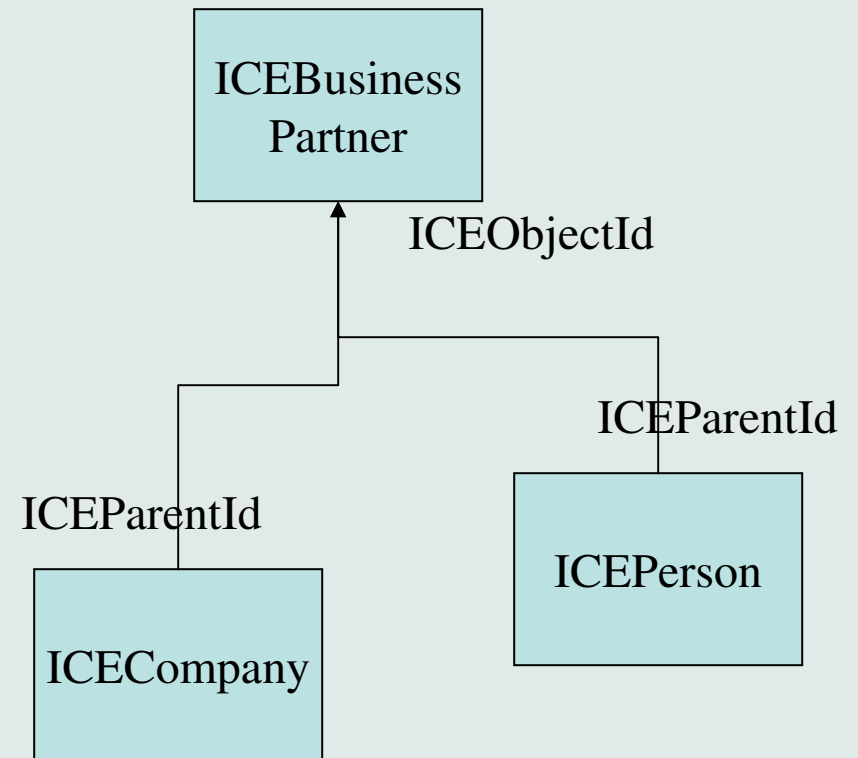 ICEBusiness
Partner
ICEObjectId
ICEParentId
ICEParentId
ICEPerson
ICECompany